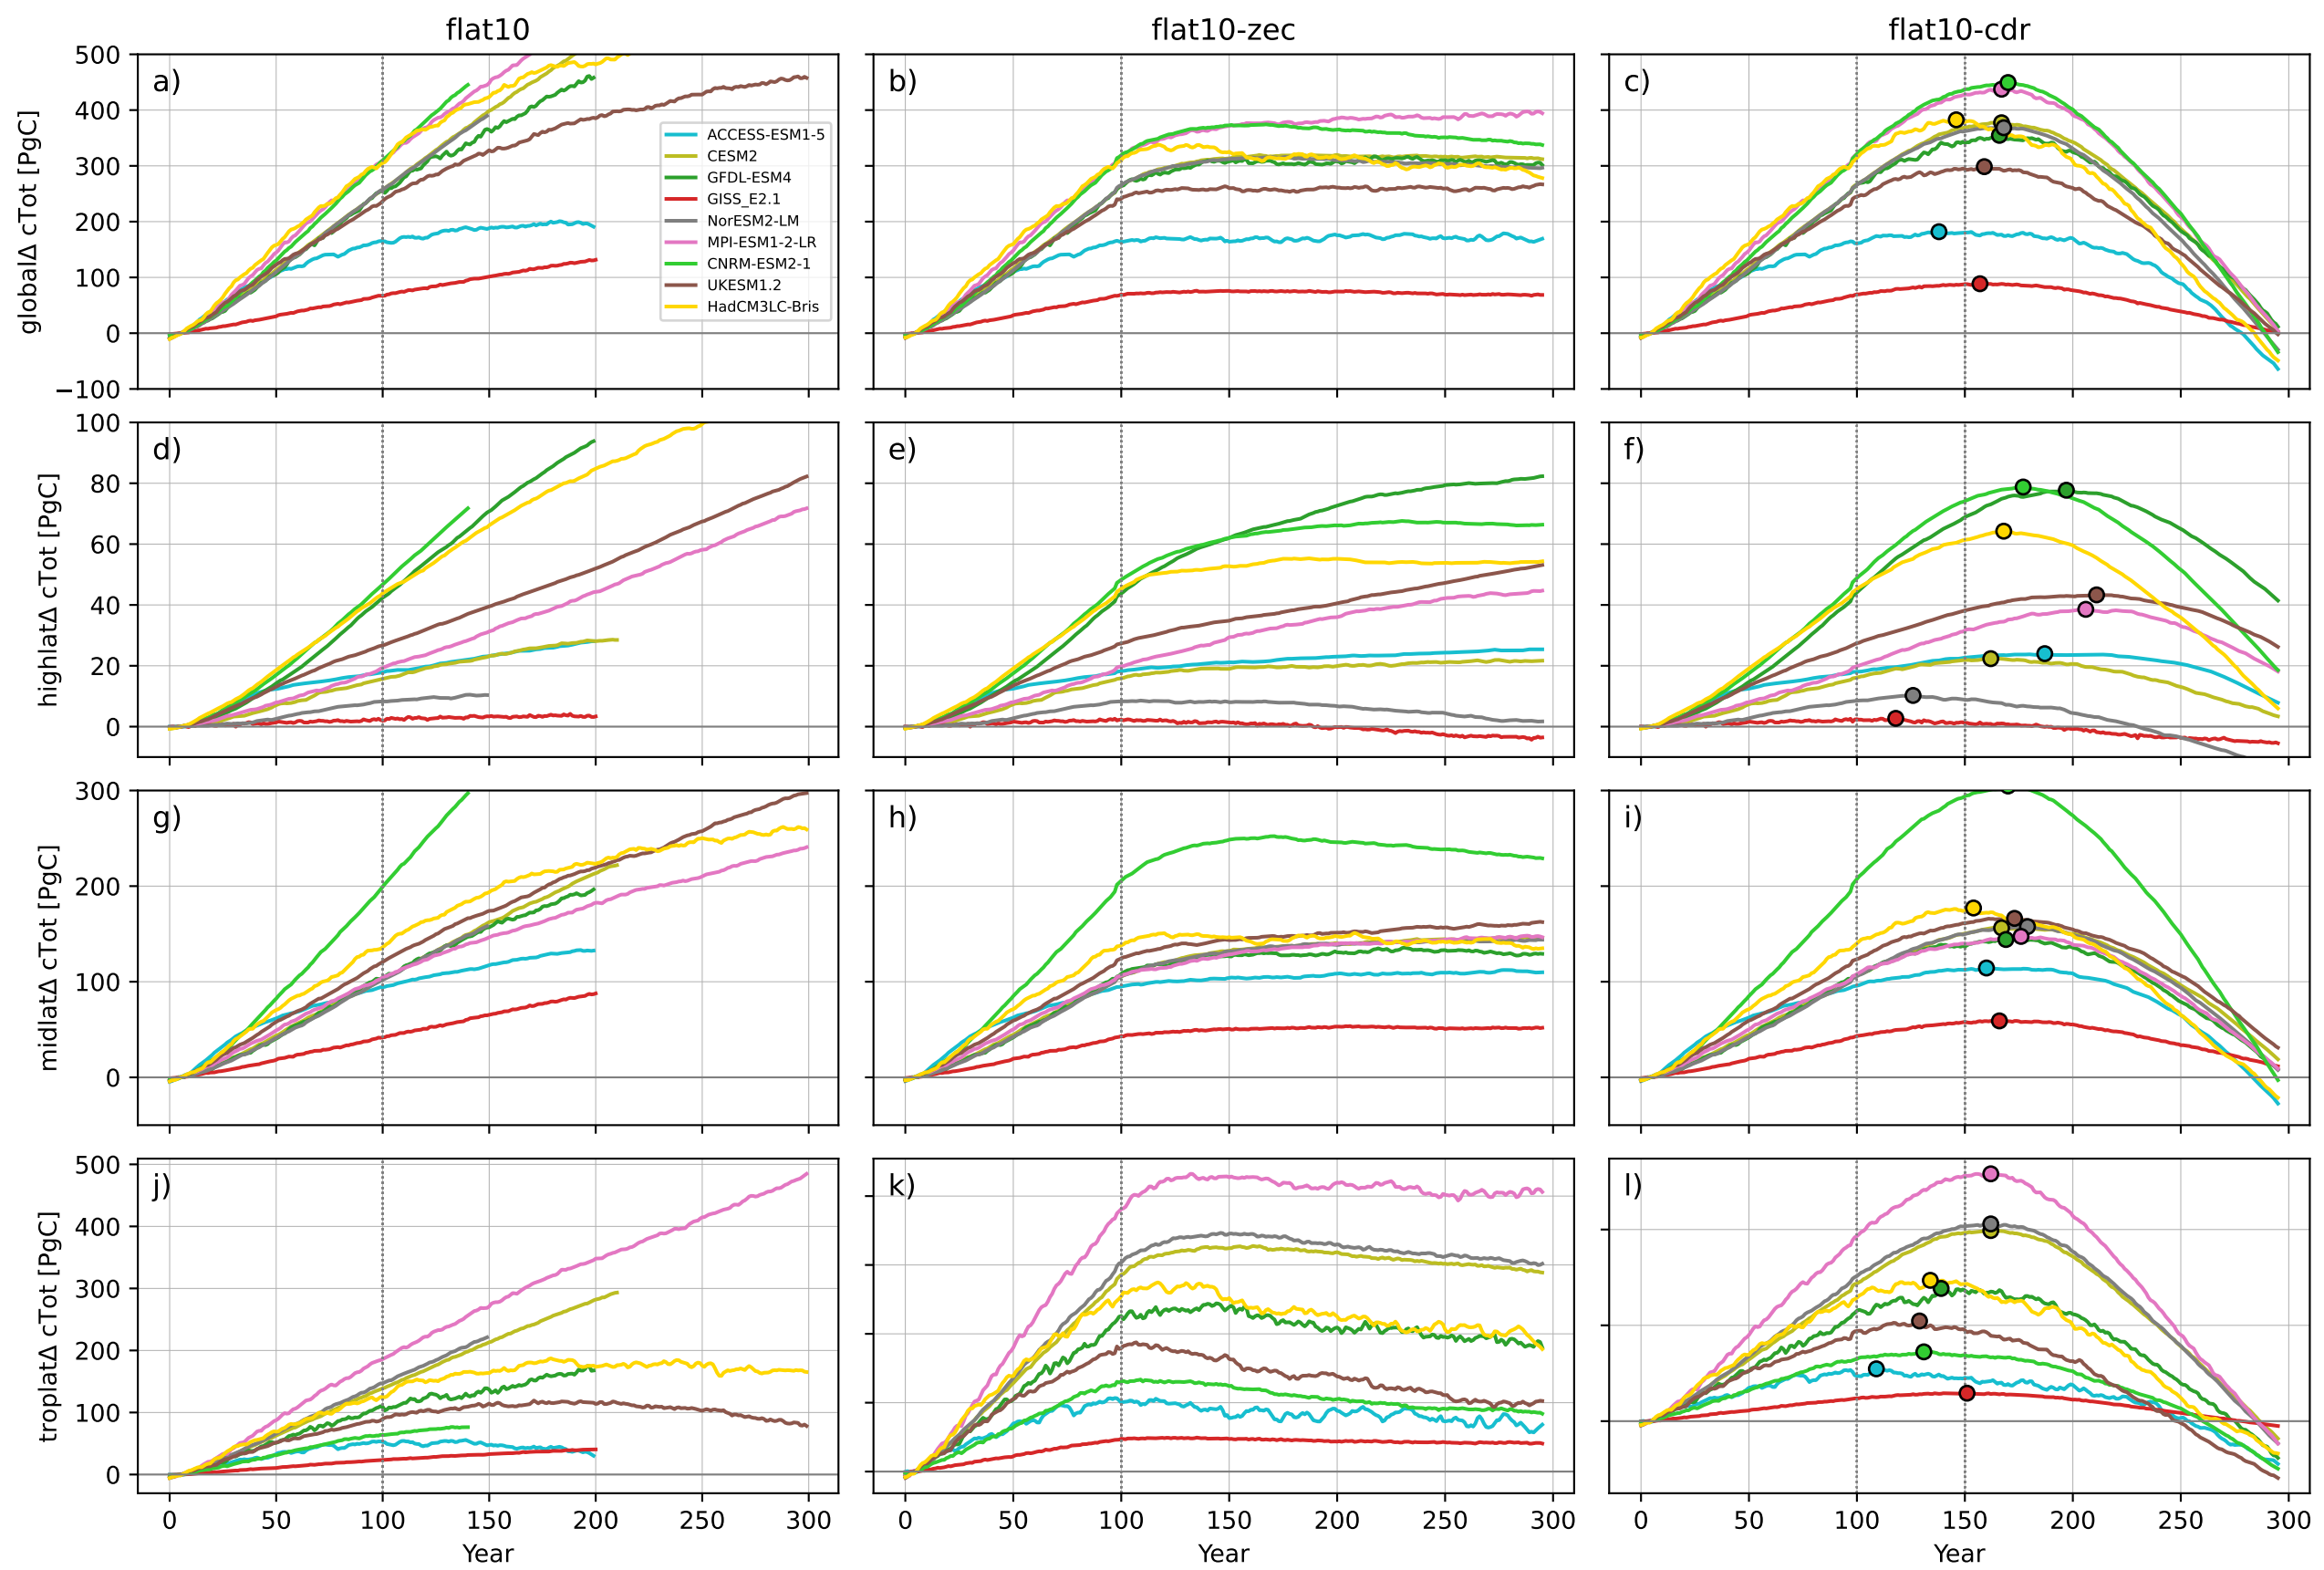 flat10 flat10-zec flat10-cdr
globalΔ cTot [PgC]
500
400
300
200
100
0
−100
a)
ACCESS-ESM1-5
CESM2
GFDL-ESM4
GISS_E2.1
NorESM2-LM
MPI-ESM1-2-LR
CNRM-ESM2-1
UKESM1.2
HadCM3LC-Bris
b)
c)
highlatΔ cTot [PgC]
100
80
60
40
20
0
d)
e)
f)
midlatΔ cTot [PgC]
300
200
100
0
g)
h)
i)
troplatΔ cTot [PgC]
500
400
300
200
100
0
j)
k)
l)
0 50 100 150 200 250 300
0 50 100 150 200 250 300
0 50 100 150 200 250 300
Year Year Year